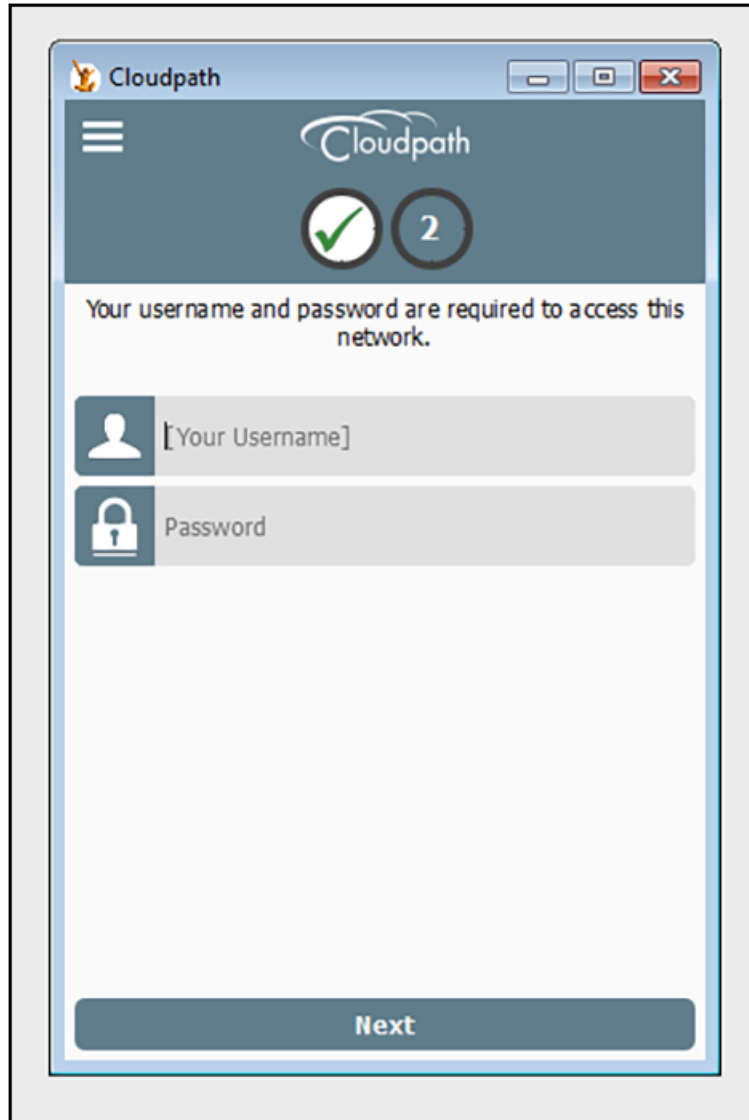 Cloudpath
Cloudpath
2
Your username and password are required to access this
network.
[Your Username]
Password
Next